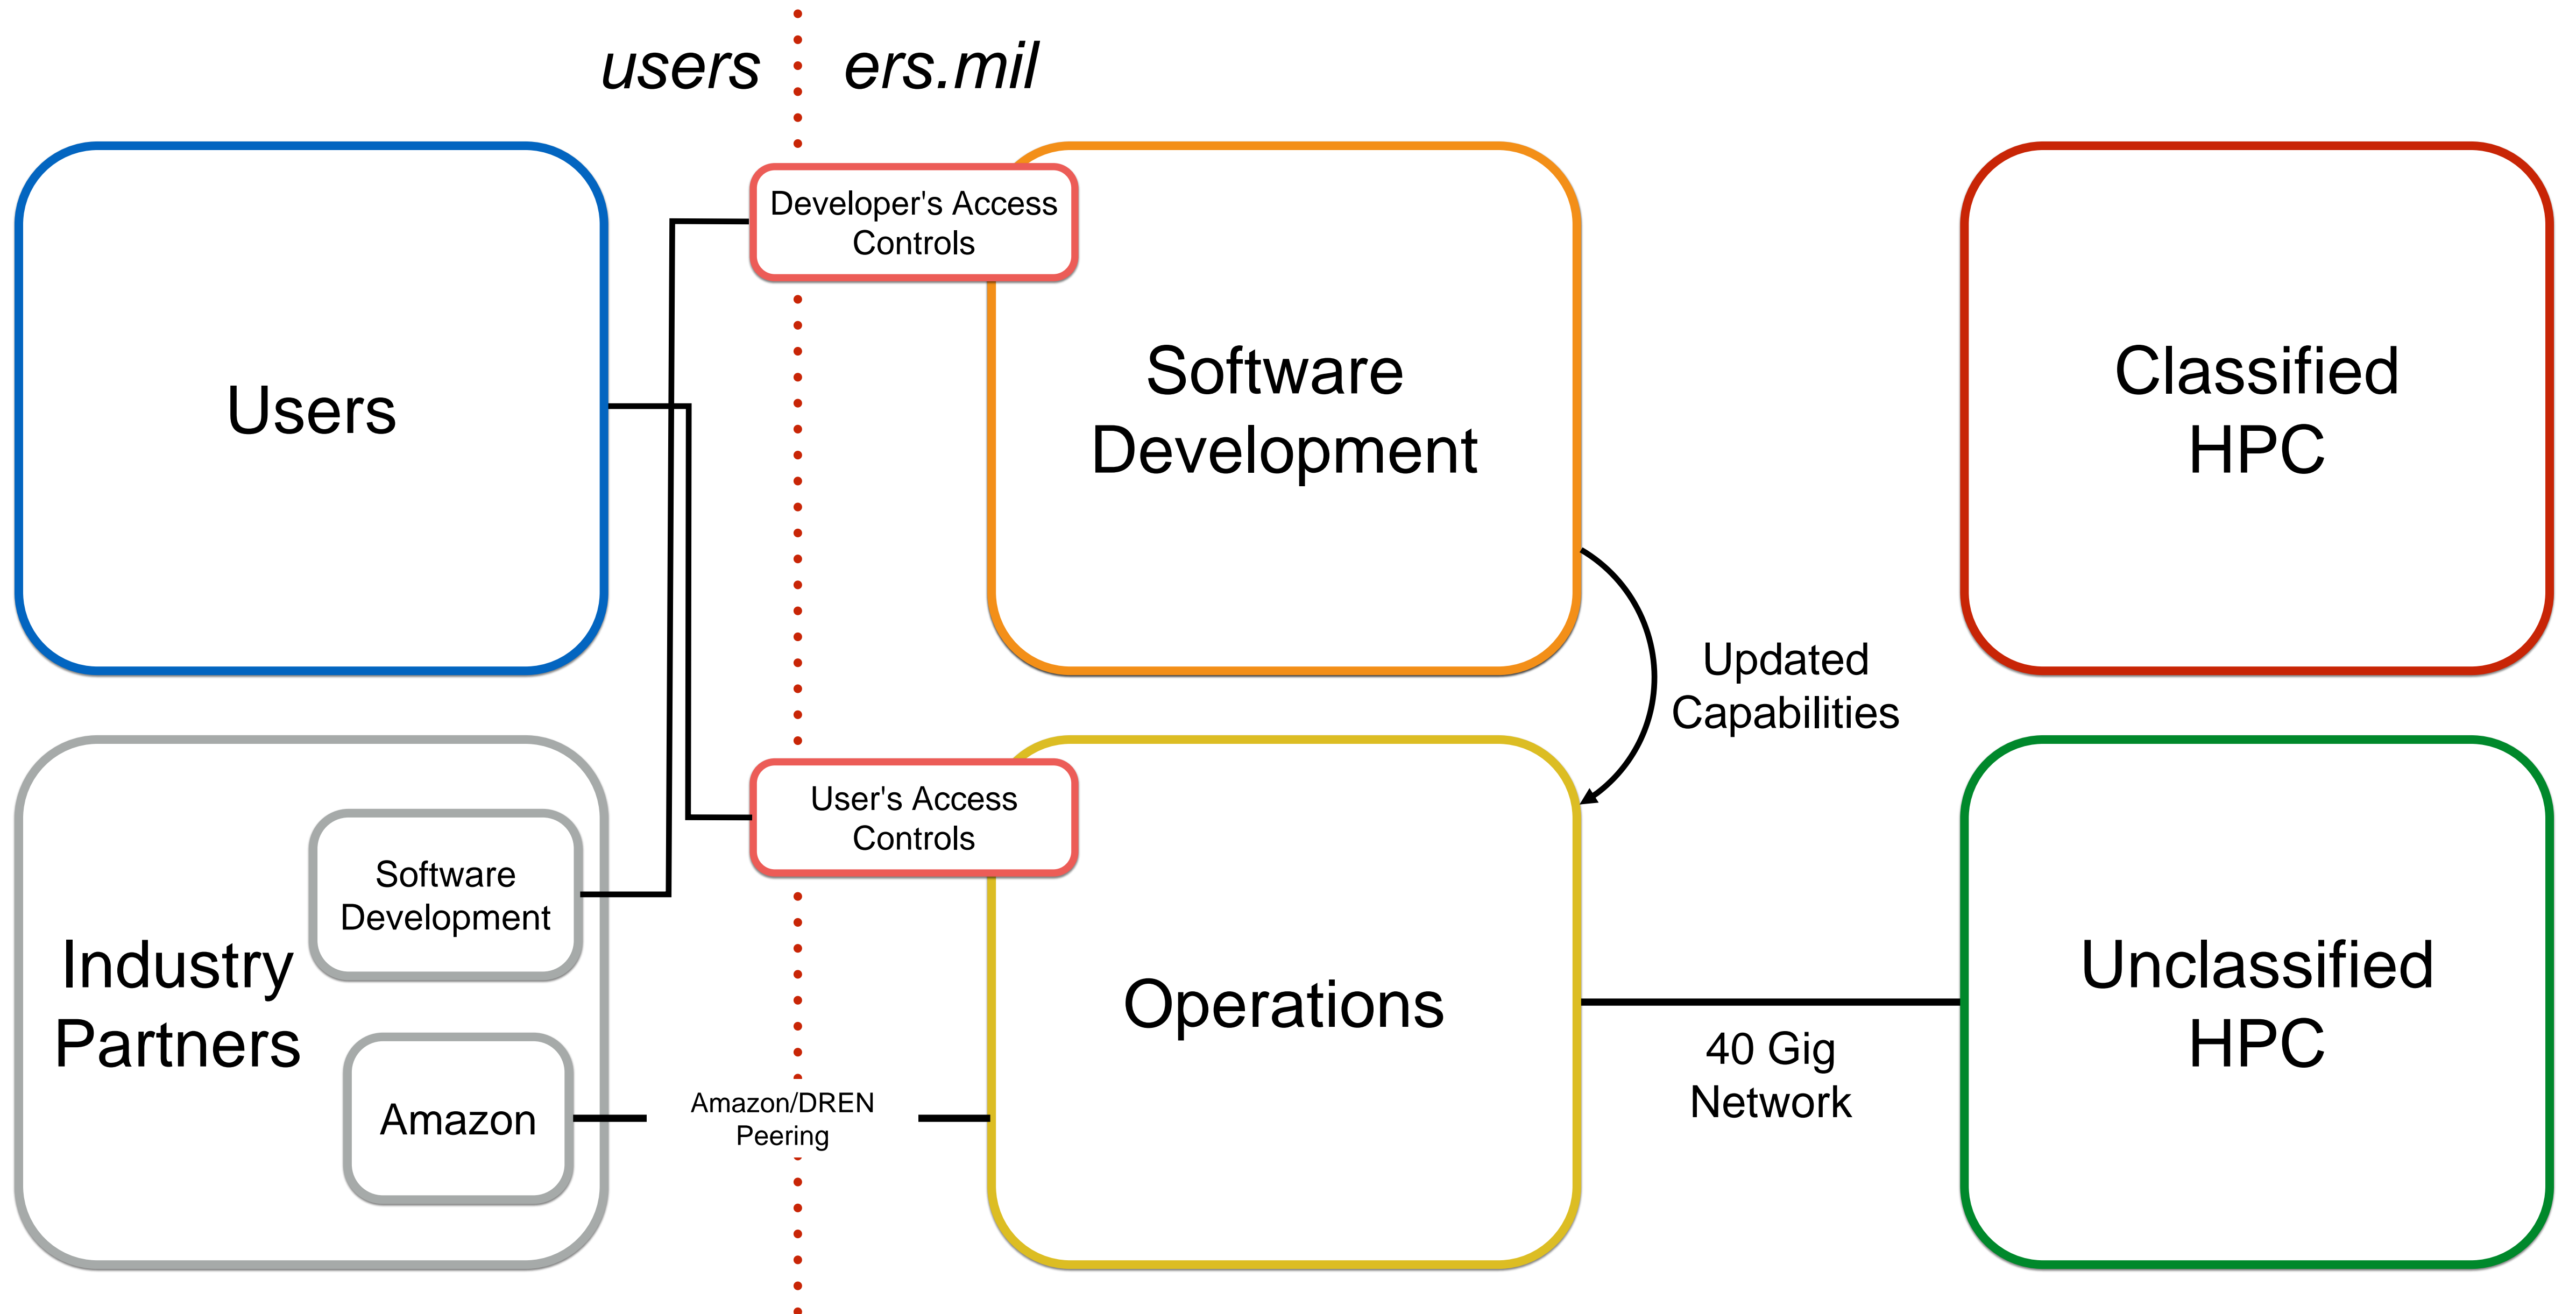 users
ers.mil
Users
Developer's Access
Controls
Software
Development
Classified
HPC
Updated
Capabilities
Industry
Partners
Software
Development
Amazon
User's Access
Controls
Amazon/DREN
Peering
Operations
40 Gig
Network
Unclassified
HPC